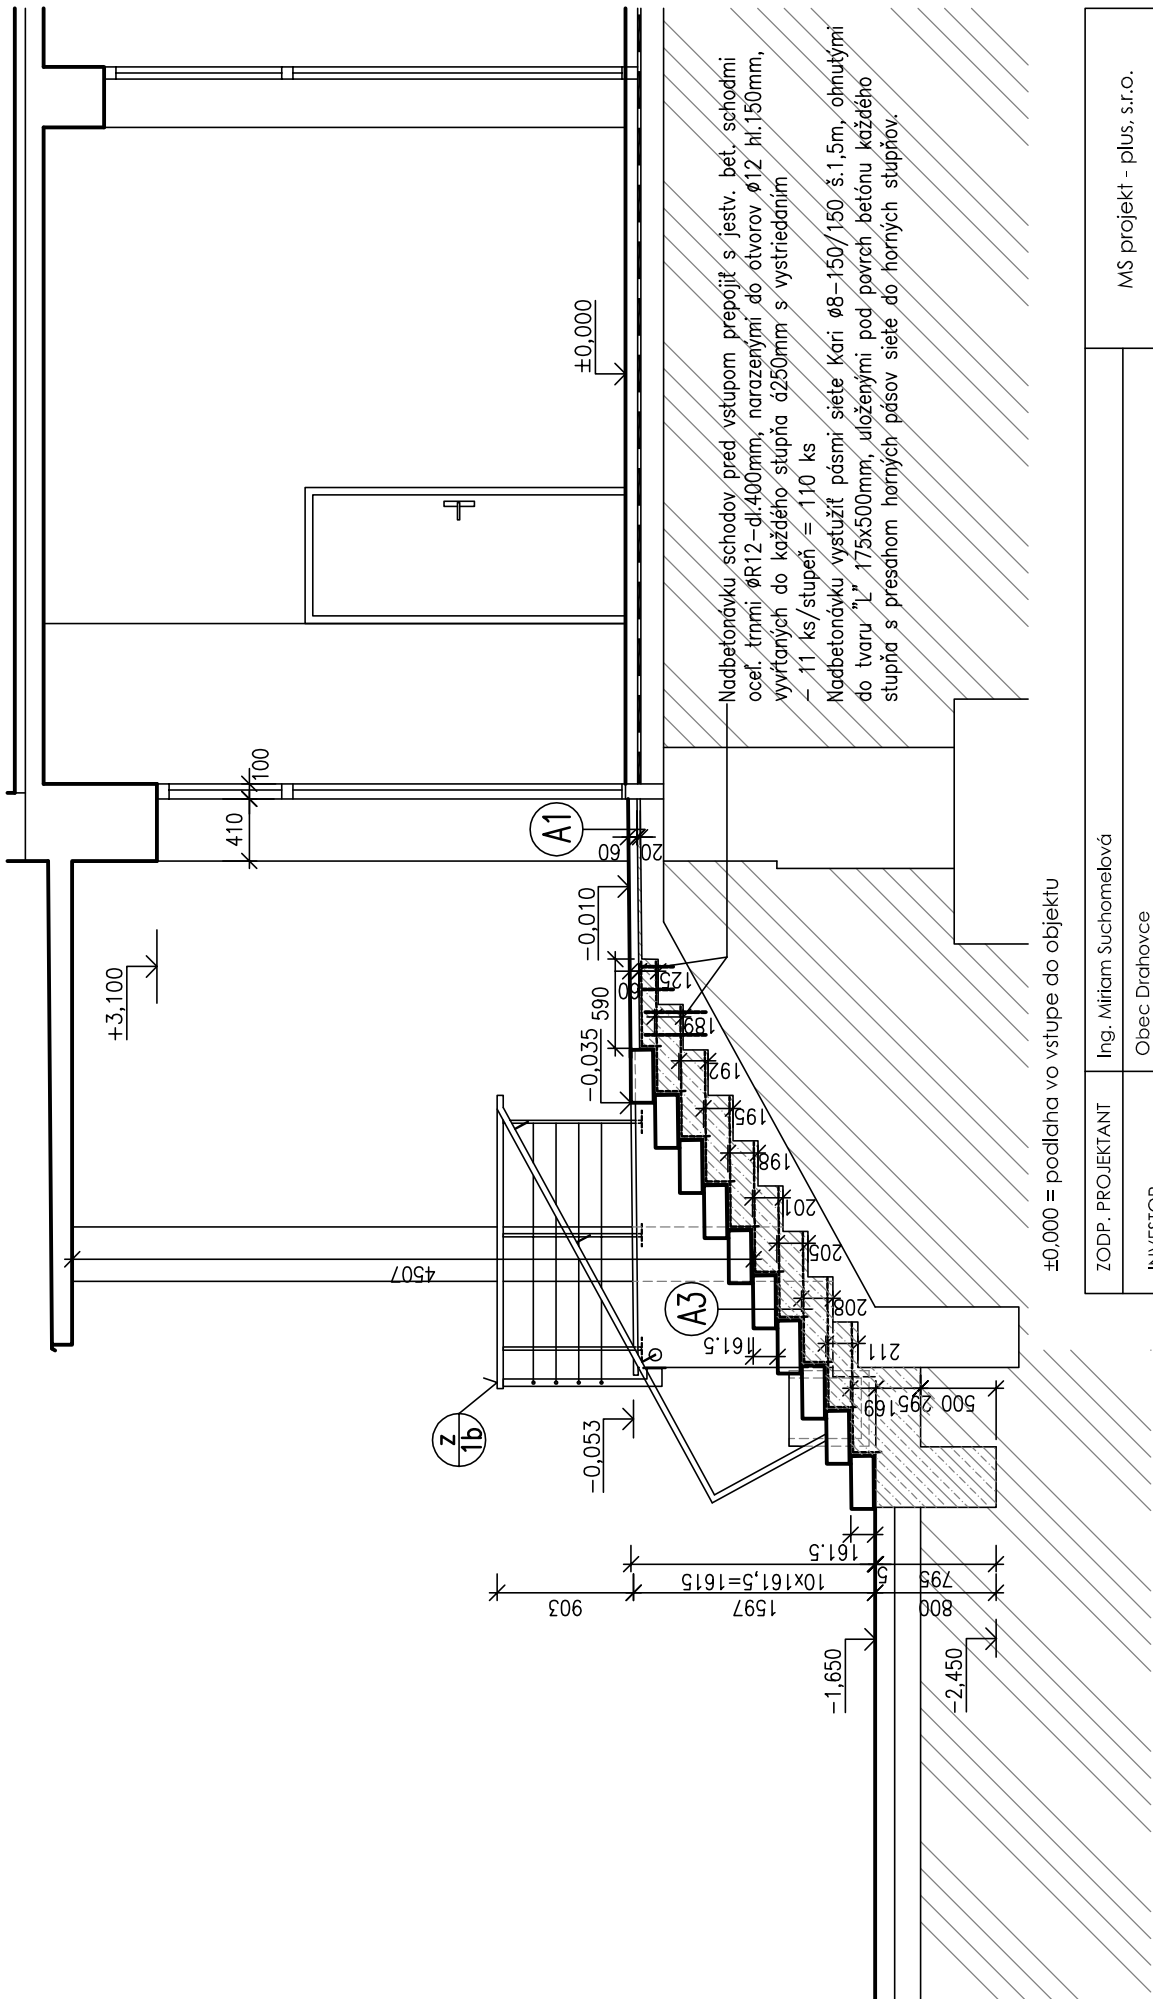 +3,100
410
100
±0,000
A1
60
20
-0,010
-0,035
590
60
125
189
192
195
198
201
205
208
211
4507
A3
161.5
169
295
500
Z
1b
-0,053
903
1597
800
10x161,5=1615
795
5
161.5
-1,650
-2,450
Nadbetonávku schodov pred vstupom prepojiť s jestv. bet. schodmi
oceľ. trnmi øR12-dl.400mm, narazenými do otvorov ø12 hl.150mm,
vyvŕtaných do každého stupňa á250mm s vystriedaním
- 11 ks/stupeň = 110 ks
Nadbetonávku vystužiť pásmi siete Kari ø8-150/150 š.1,5m, ohnutými
do tvaru "L" 175x500mm, uloženými pod povrch betónu každého
stupňa s presahom horných pásov siete do horných stupňov.
±0,000 = podlaha vo vstupe do objektu
ZODP. PROJEKTANT
Ing. Miriam Suchomelová
MS projekt - plus, s.r.o.
INVESTOR
Obec Drahovce